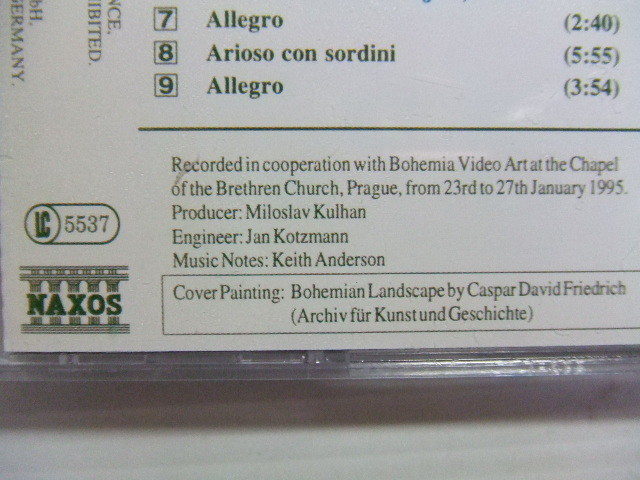 7 Allegro (2:40)
8 Arioso con sordini (5:55)
9 Allegro (3:54)
Recorded in cooperation with Bohemia Video Art at the Chapel
of the Brethren Church, Prague, from 23rd to 27th January 1995.
Producer: Miloslav Kulhan
Engineer: Jan Kotzmann
Music Notes: Keith Anderson
Cover Painting: Bohemian Landscape by Caspar David Friedrich
(Archiv für Kunst und Geschichte)
LC 5537
NAXOS
GERMANY.